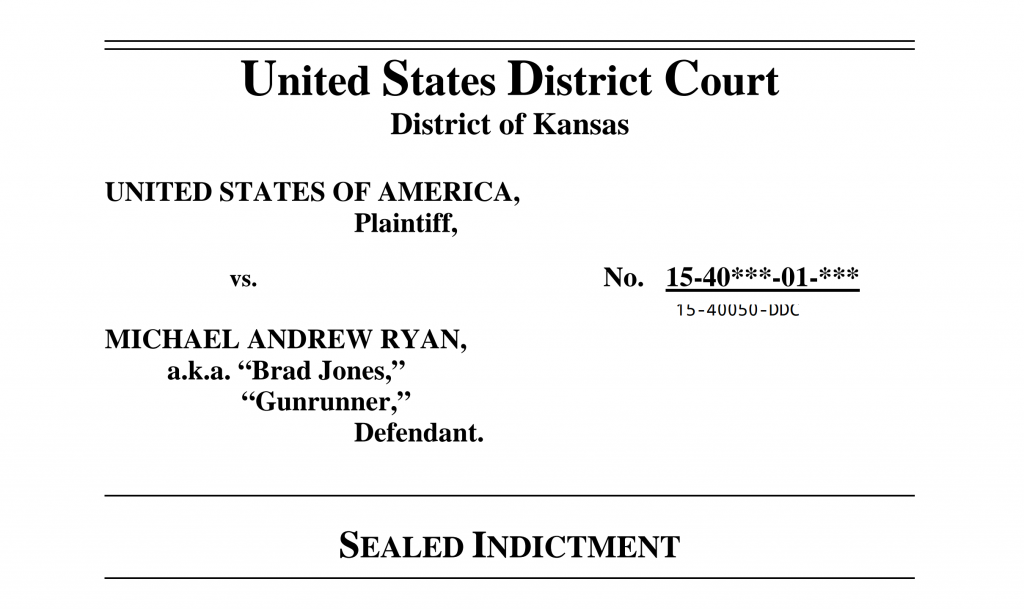 United States District Court
District of Kansas
UNITED STATES OF AMERICA,
Plaintiff,
vs. No. 15-40***-01-***
15-40050-DDC
MICHAEL ANDREW RYAN,
a.k.a. “Brad Jones,”
“Gunrunner,”
Defendant.
SEALED INDICTMENT